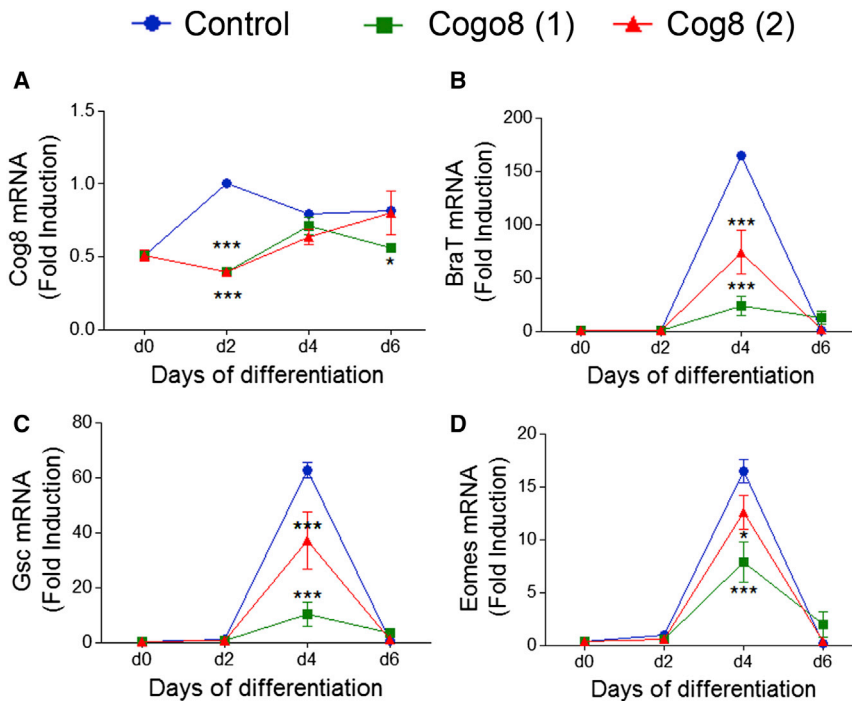 Control Cogo8 (1) Cog8 (2)
A
Cog8 mRNA
(Fold Induction)
1.5
1.0
0.5
0.0
***
***
*
d0 d2 d4 d6
Days of differentiation
B
BraT mRNA
(Fold Induction)
200
150
100
50
0
***
***
d0 d2 d4 d6
Days of differentiation
C
Gsc mRNA
(Fold Induction)
80
60
40
20
0
***
***
d0 d2 d4 d6
Days of differentiation
D
Eomes mRNA
(Fold Induction)
20
15
10
5
0
*
***
d0 d2 d4 d6
Days of differentiation